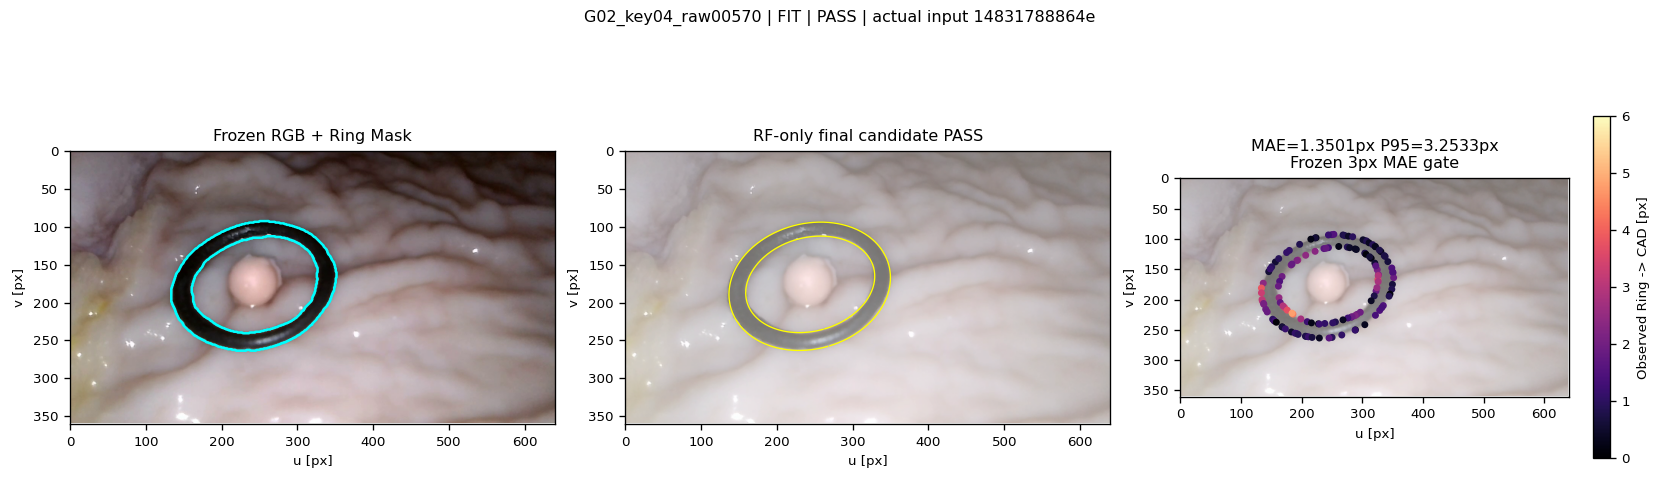 G02_key04_raw00570 | FIT | PASS | actual input 14831788864e
Frozen RGB + Ring Mask
0
50
100
150
200
250
300
350
v [px]
0 100 200 300 400 500 600
u [px]
RF-only final candidate PASS
0
50
100
150
200
250
300
350
v [px]
0 100 200 300 400 500 600
u [px]
MAE=1.3501px P95=3.2533px
Frozen 3px MAE gate
0
50
100
150
200
250
300
350
v [px]
0 100 200 300 400 500 600
u [px]
6
5
4
3
2
1
0
Observed Ring -> CAD [px]